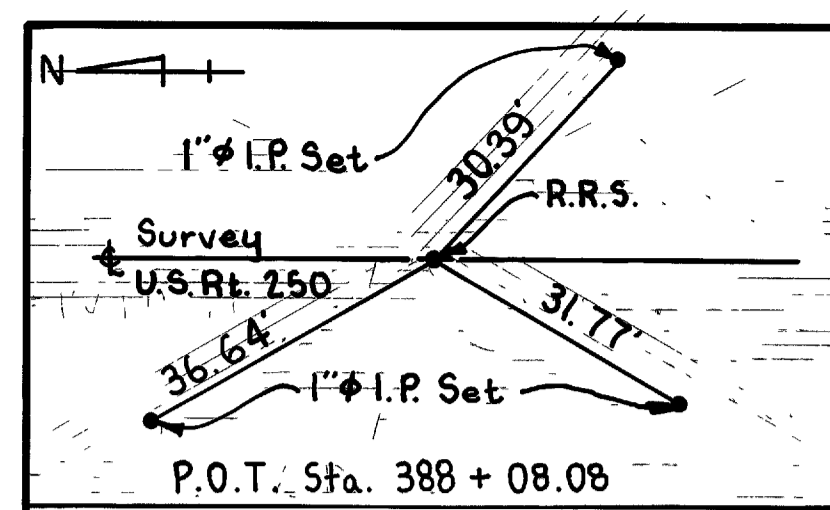 N
1"ø I.P. Set
30.39'
R.R.S.
℄ Survey
U.S. Rt. 250
36.64'
31.77'
1"ø I.P. Set
P.O.T. Sta. 388 + 08.08